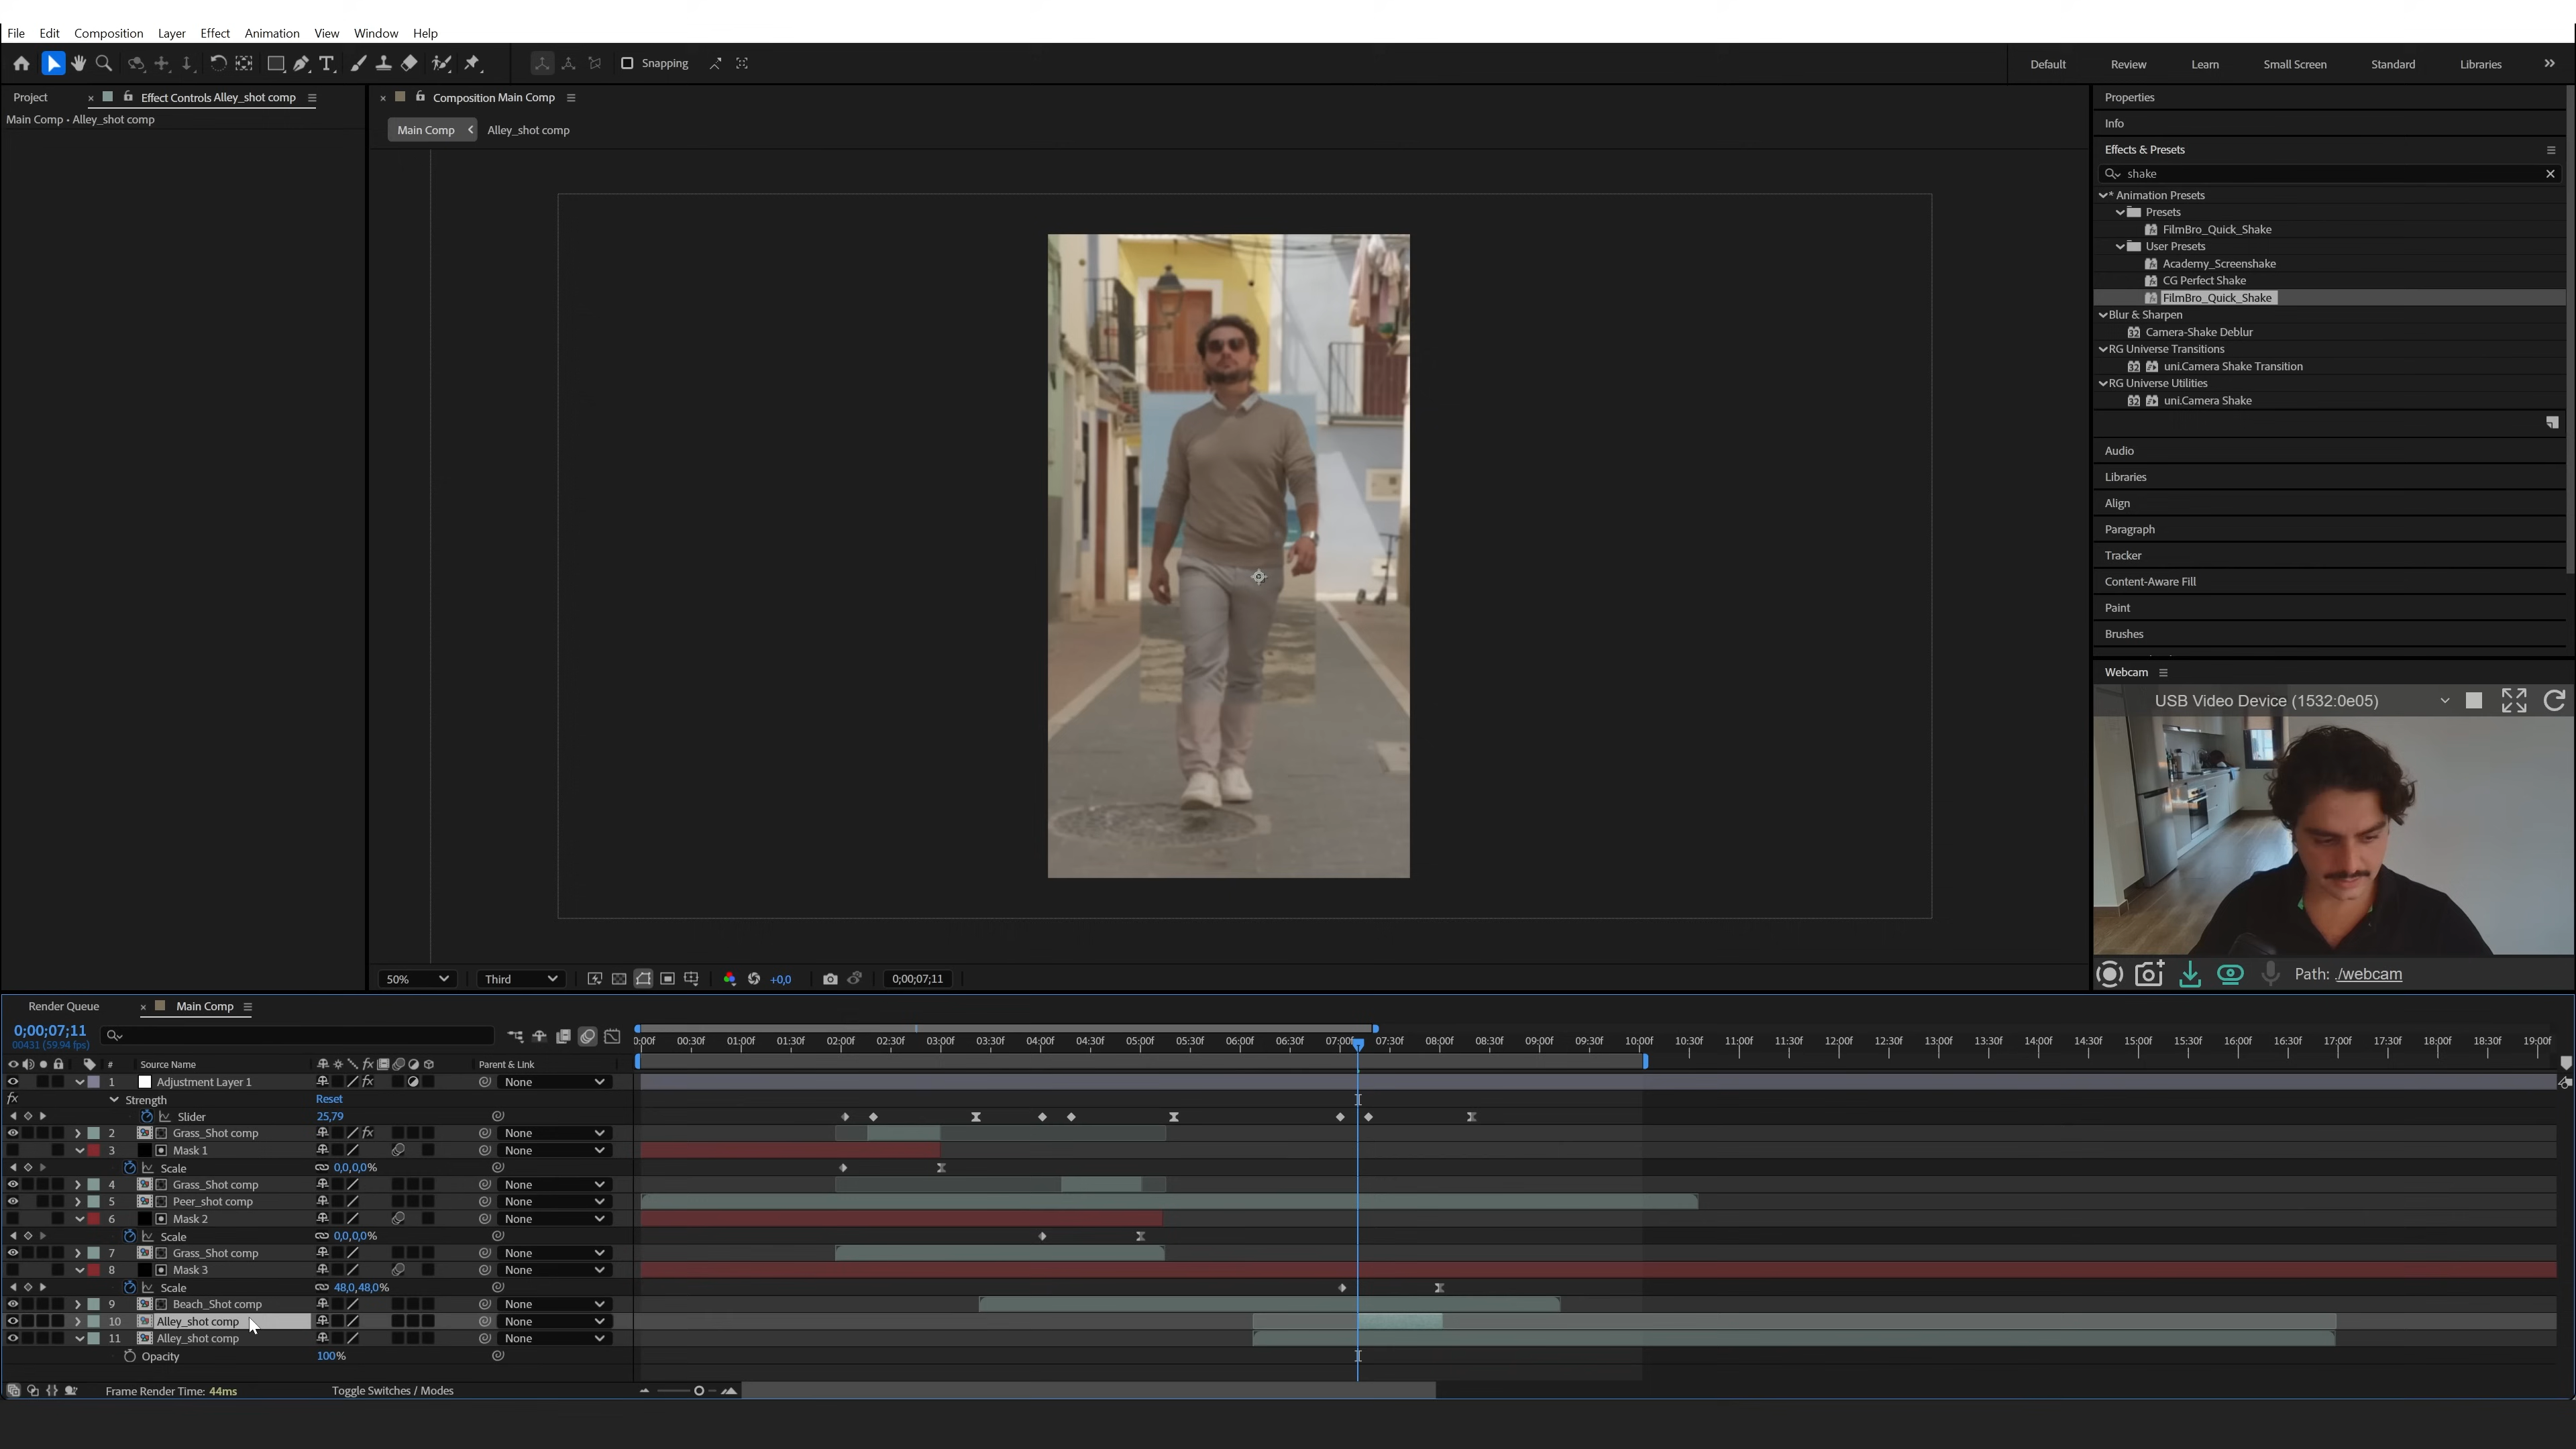 File Edit Composition Layer Effect Animation View Window Help
Snapping
Default Review Learn Small Screen Standard Libraries
Project Effect Controls Alley_shot comp
Main Comp • Alley_shot comp
Composition Main Comp
Main Comp Alley_shot comp
Properties
Info
Effects & Presets
shake
* Animation Presets
Presets
FilmBro_Quick_Shake
User Presets
Academy_Screenshake
CG Perfect Shake
FilmBro_Quick_Shake
Blur & Sharpen
Camera-Shake Deblur
RG Universe Transitions
uni.Camera Shake Transition
RG Universe Utilities
uni.Camera Shake
Audio
Libraries
Align
Paragraph
Tracker
Content-Aware Fill
Paint
Brushes
Webcam
USB Video Device (1532:0e05)
Path: ./webcam
50% Third +0,0 0;00;07;11
Render Queue Main Comp
0;00;07;11
00431 (59.94 fps)
:00f 00:30f 01:00f 01:30f 02:00f 02:30f 03:00f 03:30f 04:00f 04:30f 05:00f 05:30f 06:00f 06:30f 07:00f 07:30f 08:00f 08:30f 09:00f 09:30f 10:00f 10:30f 11:00f 11:30f 12:00f 12:30f 13:00f 13:30f 14:00f 14:30f 15:00f 15:30f 16:00f 16:30f 17:00f 17:30f 18:00f 18:30f 19:00f
# Source Name fx Parent & Link
1 Adjustment Layer 1 fx None
fx Strength Reset
Slider 25,79
2 Grass_Shot comp fx None
3 Mask 1 None
Scale 0,0,0,0%
4 Grass_Shot comp None
5 Peer_shot comp None
6 Mask 2 None
Scale 0,0,0,0%
7 Grass_Shot comp None
8 Mask 3 None
Scale 48,0,48,0%
9 Beach_Shot comp None
10 Alley_shot comp None
11 Alley_shot comp None
Opacity 100%
Frame Render Time: 44ms Toggle Switches / Modes